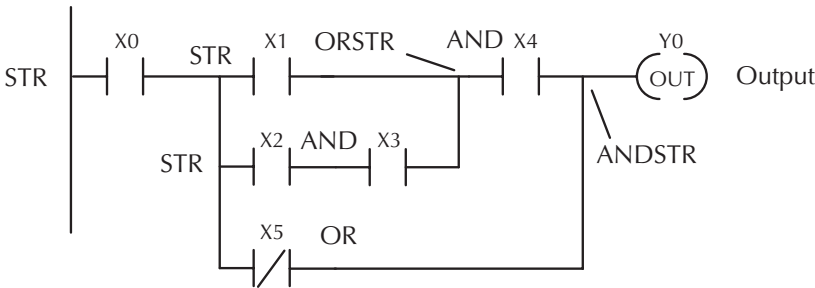 X0 STR X1 ORSTR AND X4 Y0
STR OUT Output
STR X2 AND X3 ANDSTR
X5 OR